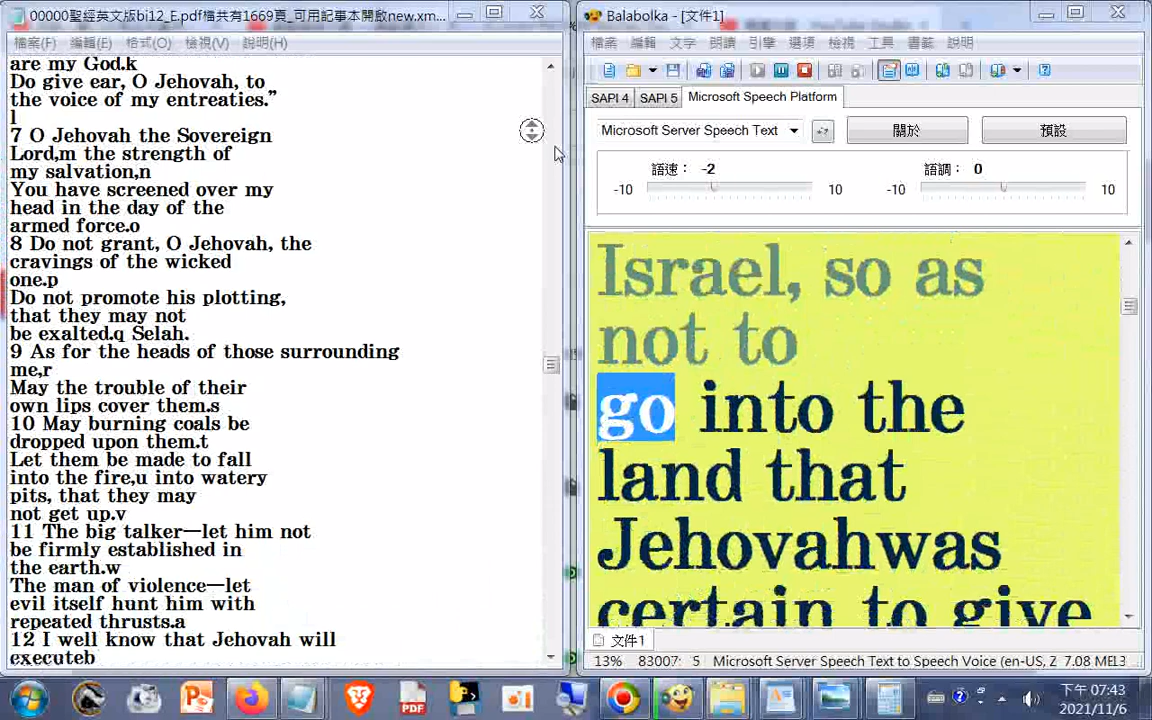 00000聖經英文版bi12_E.pdf檔共有1669頁_可用記事本開啟new.xm...
檔案(F) 編輯(E) 格式(O) 檢視(V) 說明(H)
are my God.k
Do give ear, O Jehovah, to
the voice of my entreaties.”
l
7 O Jehovah the Sovereign
Lord,m the strength of
my salvation,n
You have screened over my
head in the day of the
armed force.o
8 Do not grant, O Jehovah, the
cravings of the wicked
one.p
Do not promote his plotting,
that they may not
be exalted.q Selah.
9 As for the heads of those surrounding
me,r
May the trouble of their
own lips cover them.s
10 May burning coals be
dropped upon them.t
Let them be made to fall
into the fire,u into watery
pits, that they may
not get up.v
11 The big talker—let him not
be firmly established in
the earth.w
The man of violence—let
evil itself hunt him with
repeated thrusts.a
12 I well know that Jehovah will
executeb
Balabolka - [文件1]
檔案 編輯 文字 朗讀 引擎 選項 檢視 工具 書籤 說明
SAPI 4 SAPI 5 Microsoft Speech Platform
Microsoft Server Speech Text 關於 預設
語速: -2 語調: 0
-10 10 -10 10
Israel, so as
not to
go into the
land that
Jehovahwas
certain to give
文件1
13% 83007: 5 Microsoft Server Speech Text to Speech Voice (en-US, Z 7.08 ME
下午 07:43
2021/11/6